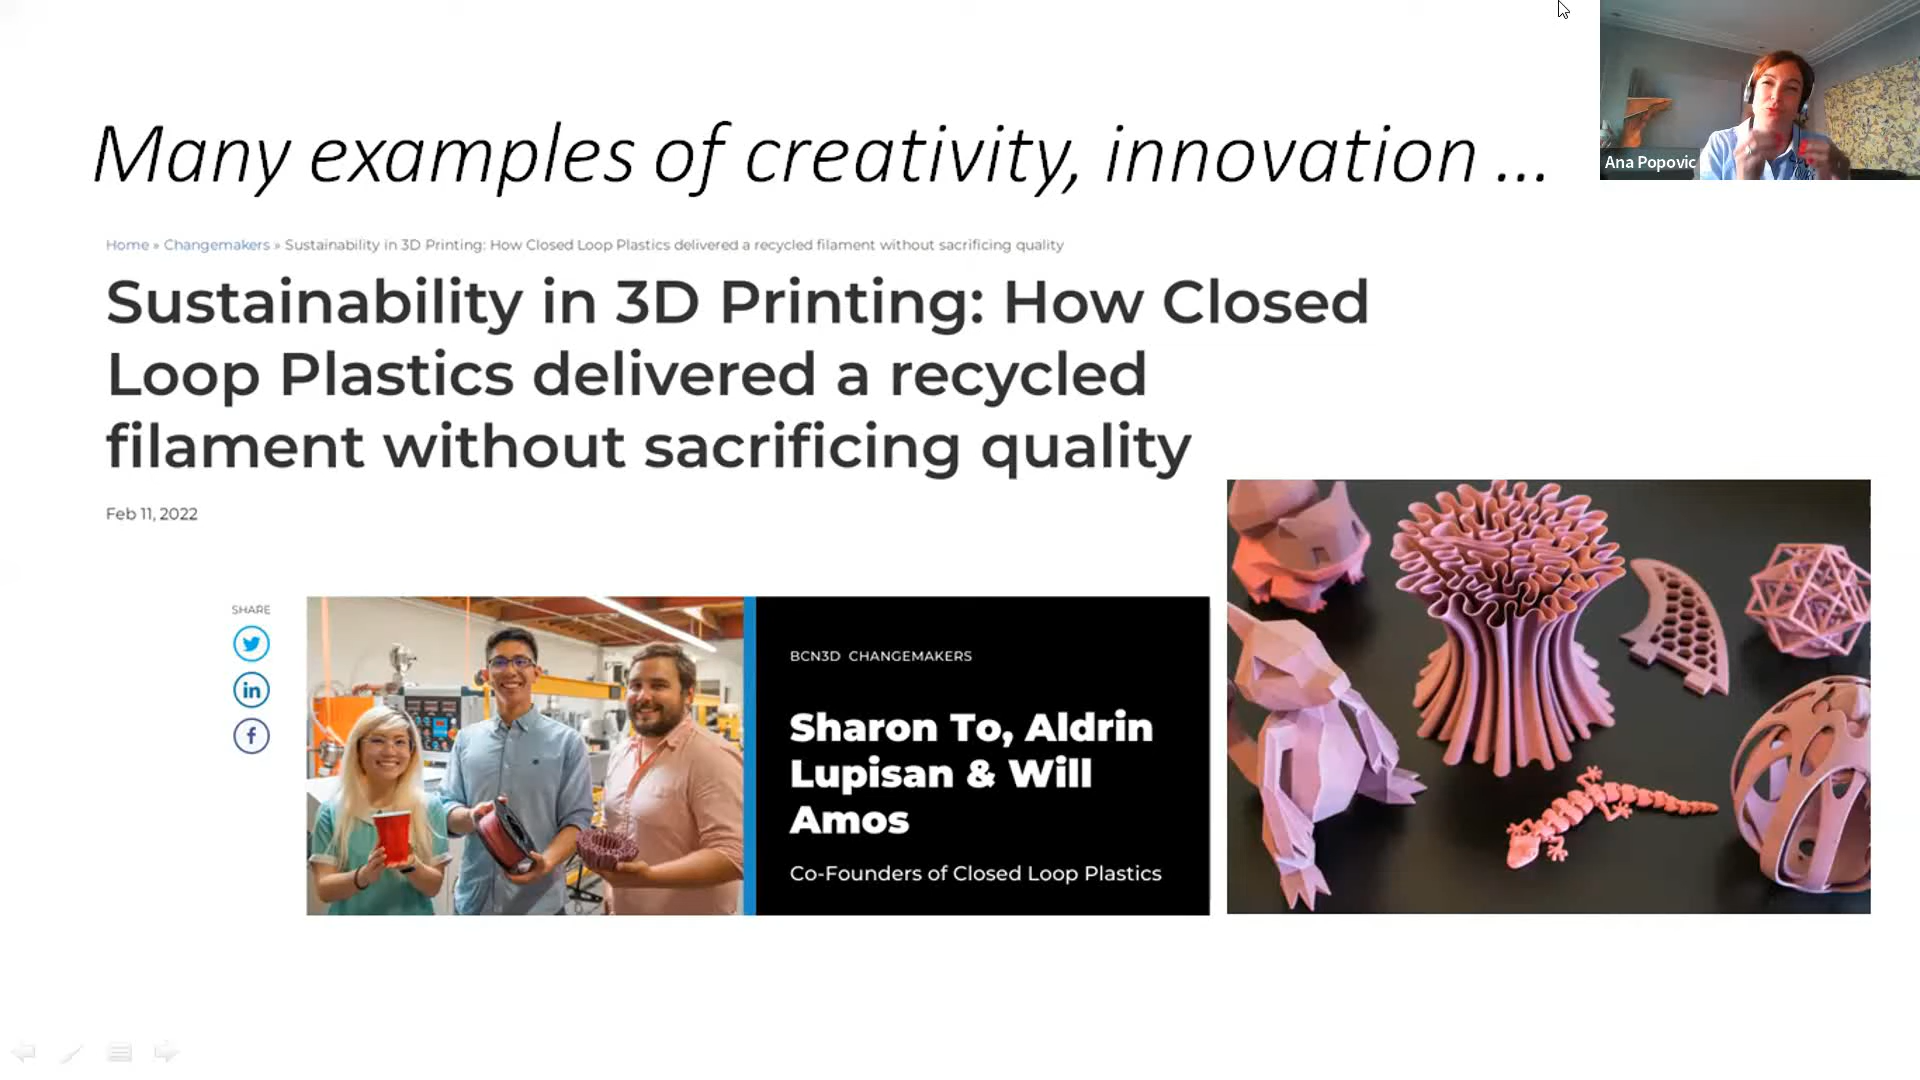 Many examples of creativity, innovation ...
Ana Popovic
Home » Changemakers » Sustainability in 3D Printing: How Closed Loop Plastics delivered a recycled filament without sacrificing quality
Sustainability in 3D Printing: How Closed
Loop Plastics delivered a recycled
filament without sacrificing quality
Feb 11, 2022
SHARE
in
f
BCN3D CHANGEMAKERS
Sharon To, Aldrin
Lupisan & Will
Amos
Co-Founders of Closed Loop Plastics